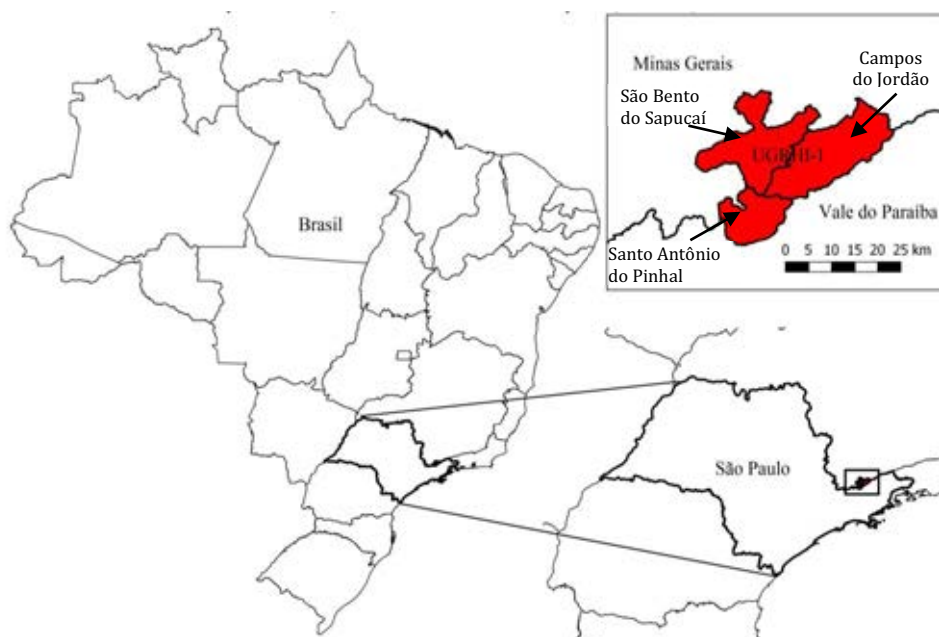 Minas Gerais
Campos
do Jordão
São Bento
do Sapucaí
UGRHI-1
Vale do Paraíba
Santo Antônio
do Pinhal
0 5 10 15 20 25 km
Brasil
São Paulo